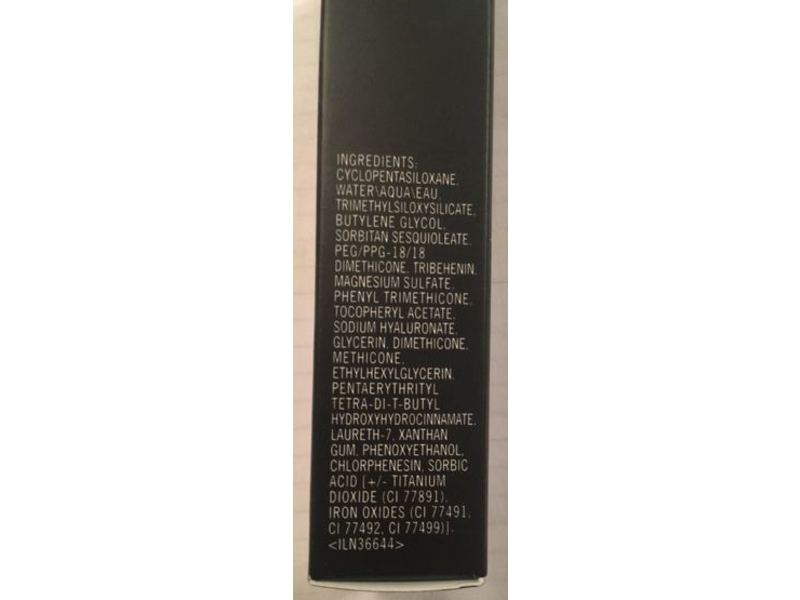 INGREDIENTS:
CYCLOPENTASILOXANE,
WATER\AQUA\EAU,
TRIMETHYLSILOXYSILICATE,
BUTYLENE GLYCOL,
SORBITAN SESQUIOLEATE,
PEG/PPG-18/18
DIMETHICONE, TRIBEHENIN,
MAGNESIUM SULFATE,
PHENYL TRIMETHICONE,
TOCOPHERYL ACETATE,
SODIUM HYALURONATE,
GLYCERIN, DIMETHICONE,
METHICONE,
ETHYLHEXYLGLYCERIN,
PENTAERYTHRITYL
TETRA-DI-T-BUTYL
HYDROXYHYDROCINNAMATE,
LAURETH-7, XANTHAN
GUM, PHENOXYETHANOL,
CHLORPHENESIN, SORBIC
ACID [+/- TITANIUM
DIOXIDE (CI 77891),
IRON OXIDES (CI 77491,
CI 77492, CI 77499)].
<ILN36644>